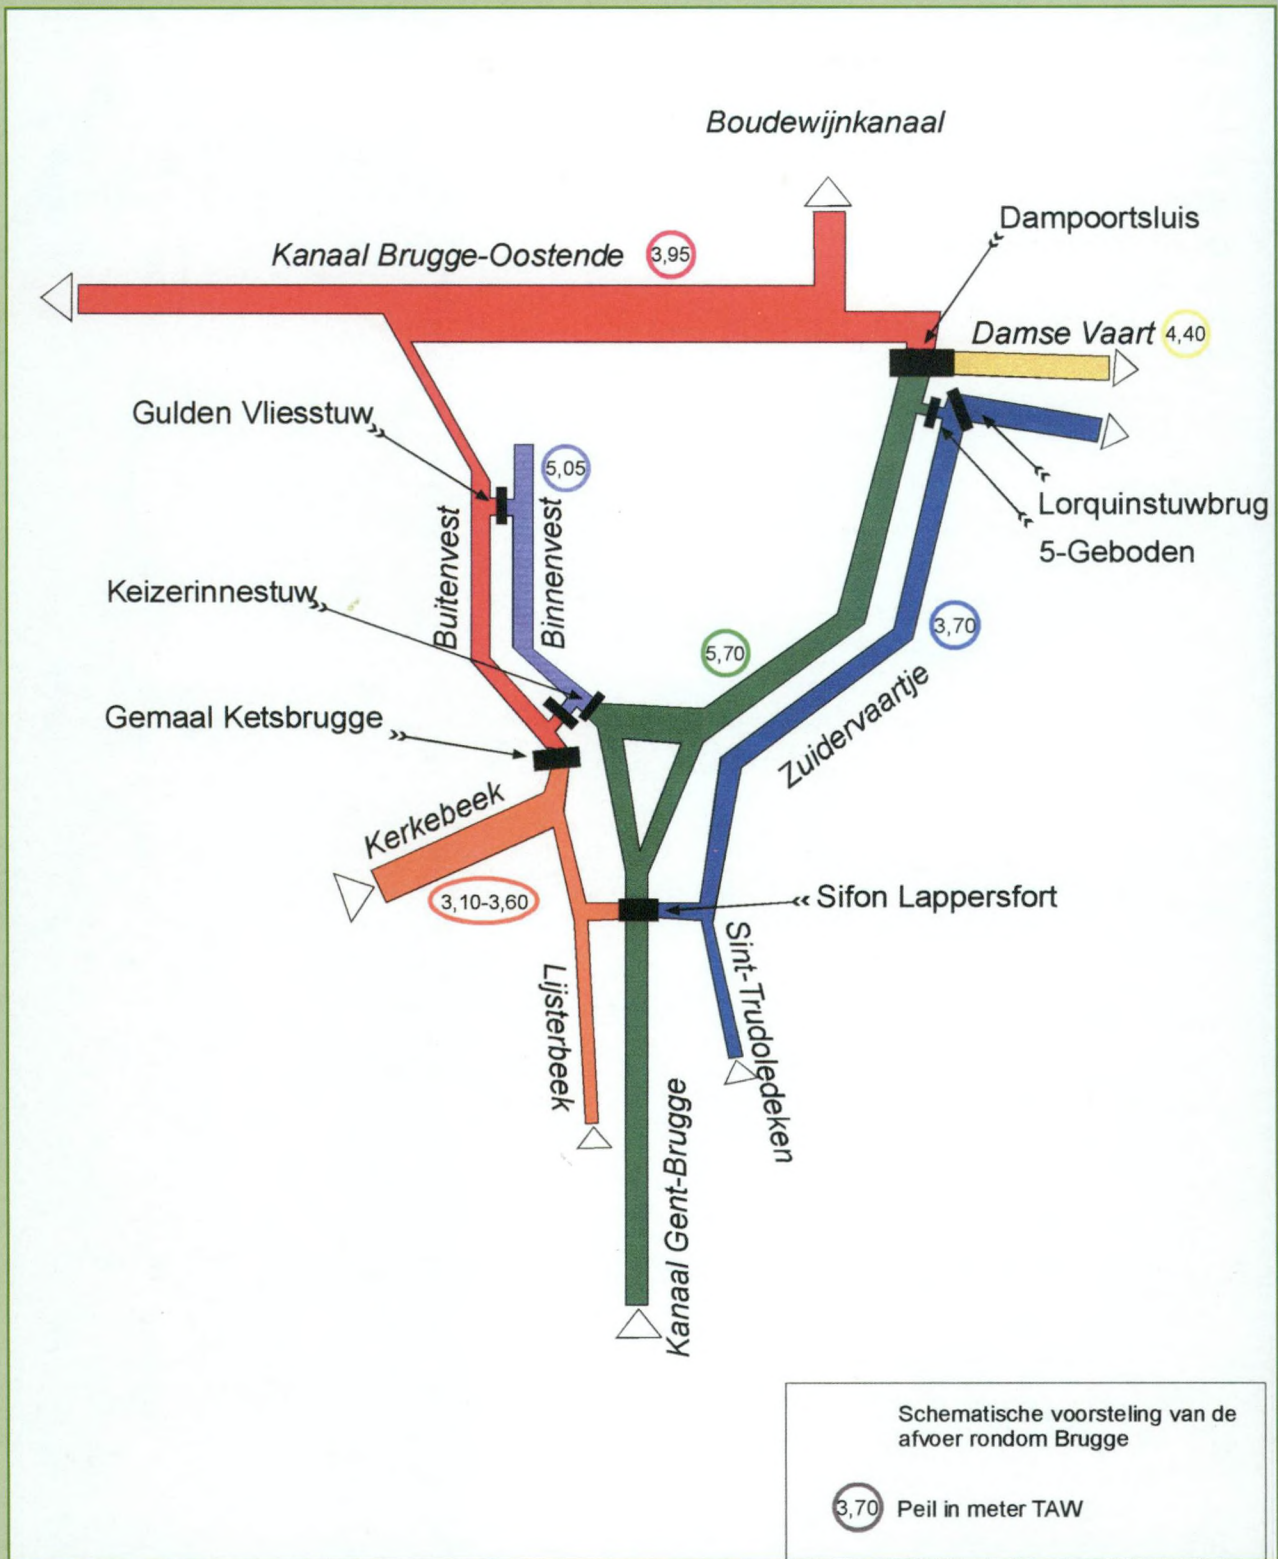 Boudewijnkanaal
Dampoortsluis
Kanaal Brugge-Oostende
3,95
Damse Vaart
4,40
Gulden Vliesstuw
5,05
Lorquinstuwbrug
Buitenvest
Binnenvest
5-Geboden
Keizerinnestuw
3,70
5,70
Zuidervaartje
Gemaal Ketsbrugge
Kerkebeek
3,10-3,60
Sifon Lappersfort
Sint-Trudoledeken
Lijsterbeek
Kanaal Gent-Brugge
Schematische voorsteling van de
afvoer rondom Brugge
3,70
Peil in meter TAW